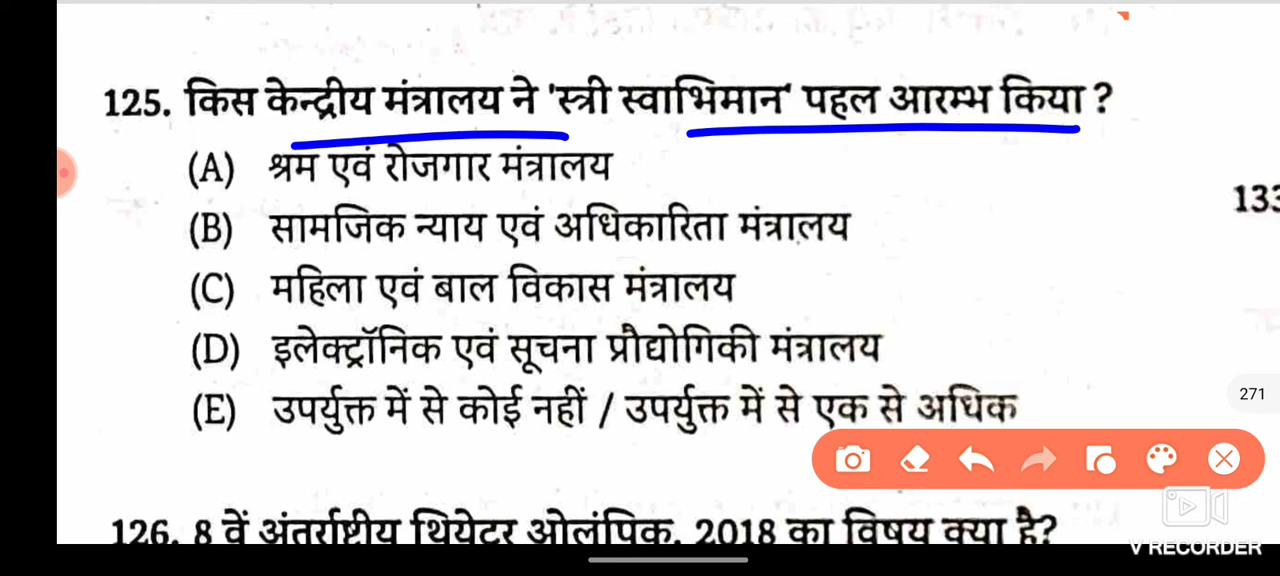 125. किस केन्द्रीय मंत्रालय ने 'स्त्री स्वाभिमान' पहल आरम्भ किया ?
(A) श्रम एवं रोजगार मंत्रालय
(B) सामजिक न्याय एवं अधिकारिता मंत्रालय
(C) महिला एवं बाल विकास मंत्रालय
(D) इलेक्ट्रॉनिक एवं सूचना प्रौद्योगिकी मंत्रालय
(E) उपर्युक्त में से कोई नहीं / उपर्युक्त में से एक से अधिक
133
271
126. 8 वें अंतर्राष्ट्रीय थियेटर ओलंपिक, 2018 का विषय क्या है?
V RECORDER